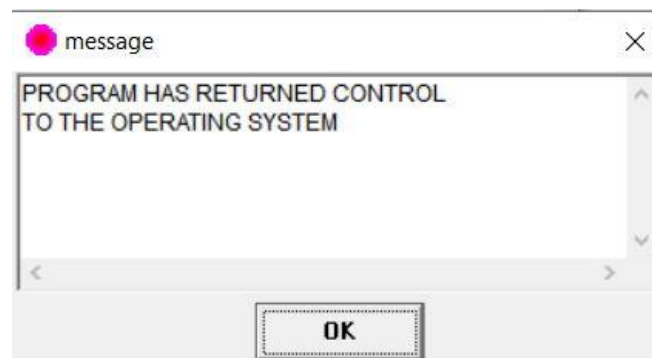 message
PROGRAM HAS RETURNED CONTROL
TO THE OPERATING SYSTEM
OK